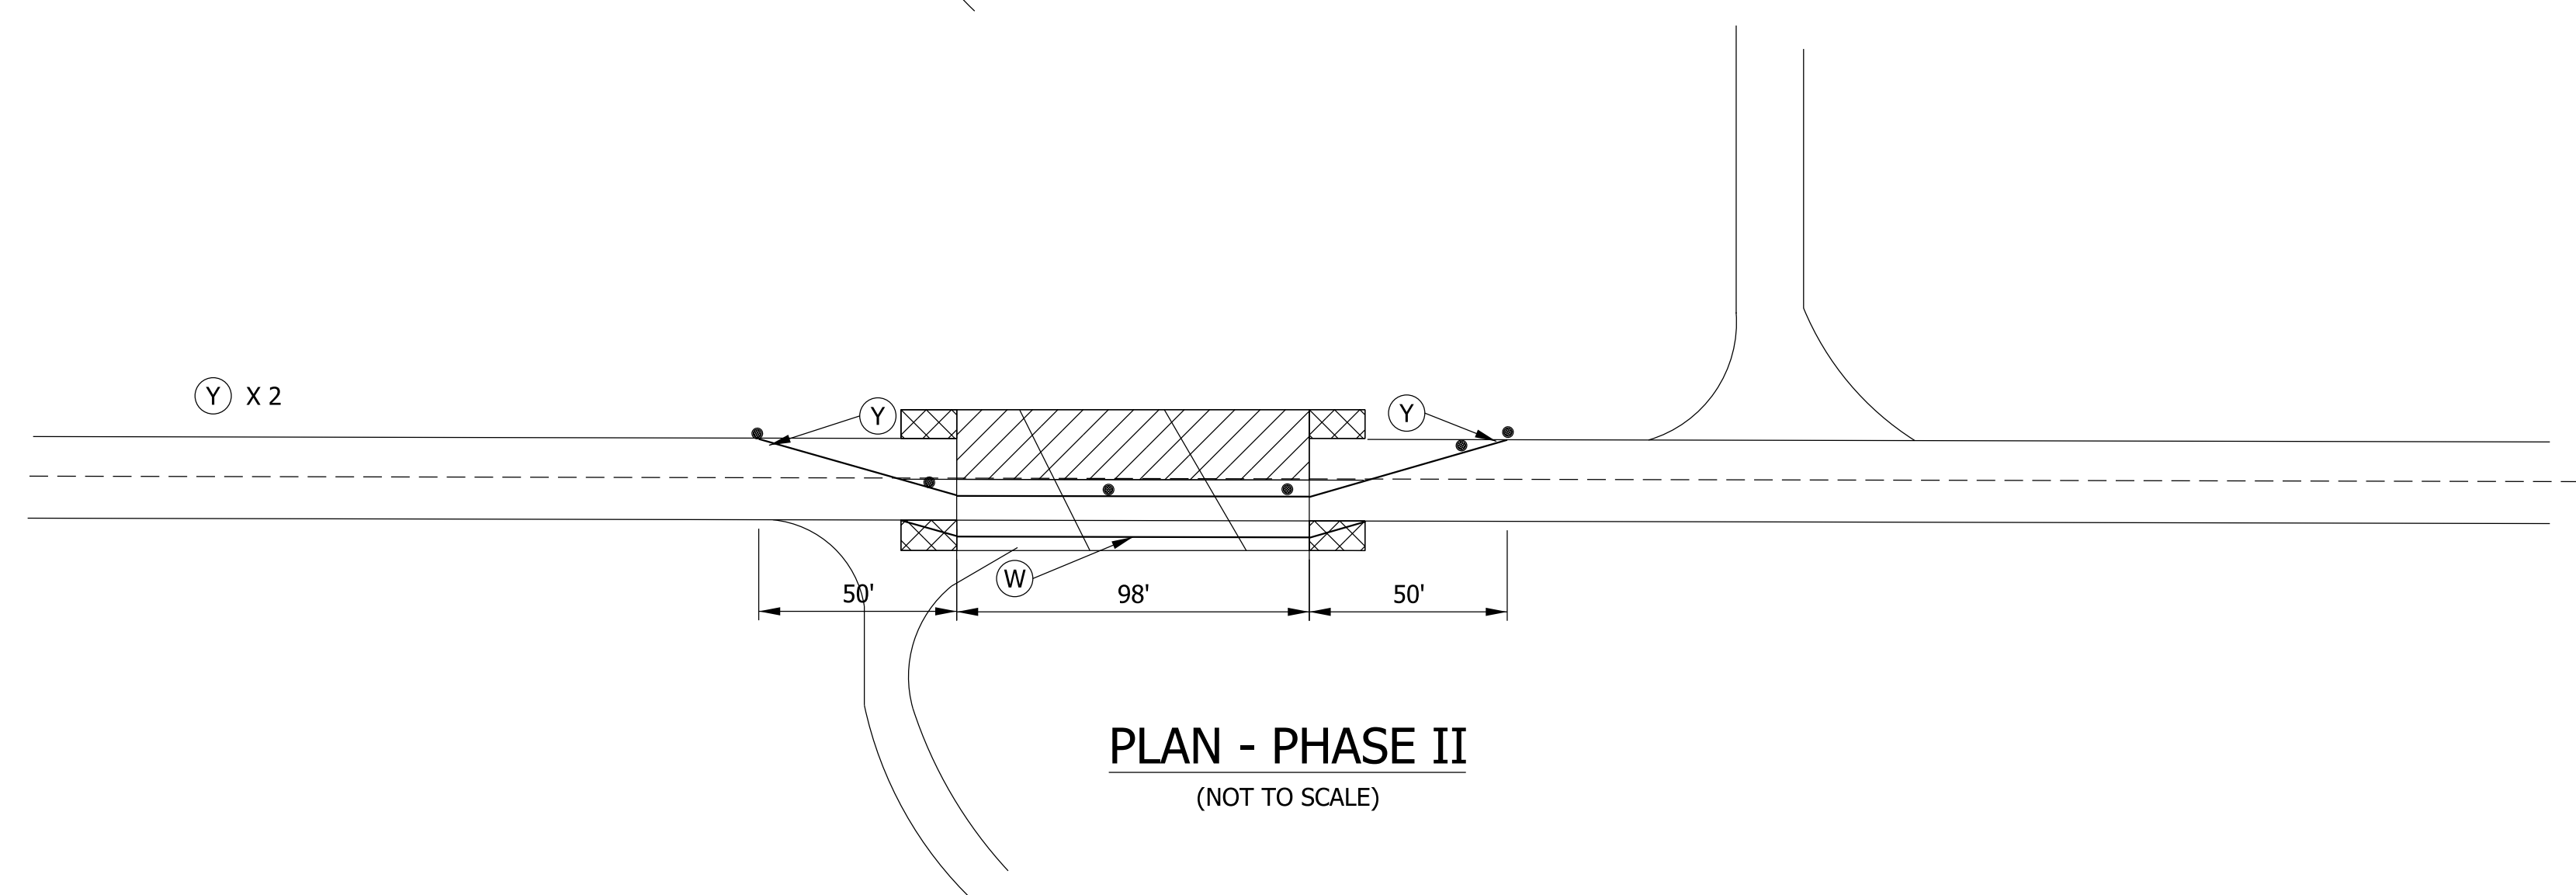 Y X 2
Y
Y
W
50'
98'
50'
PLAN - PHASE II
(NOT TO SCALE)